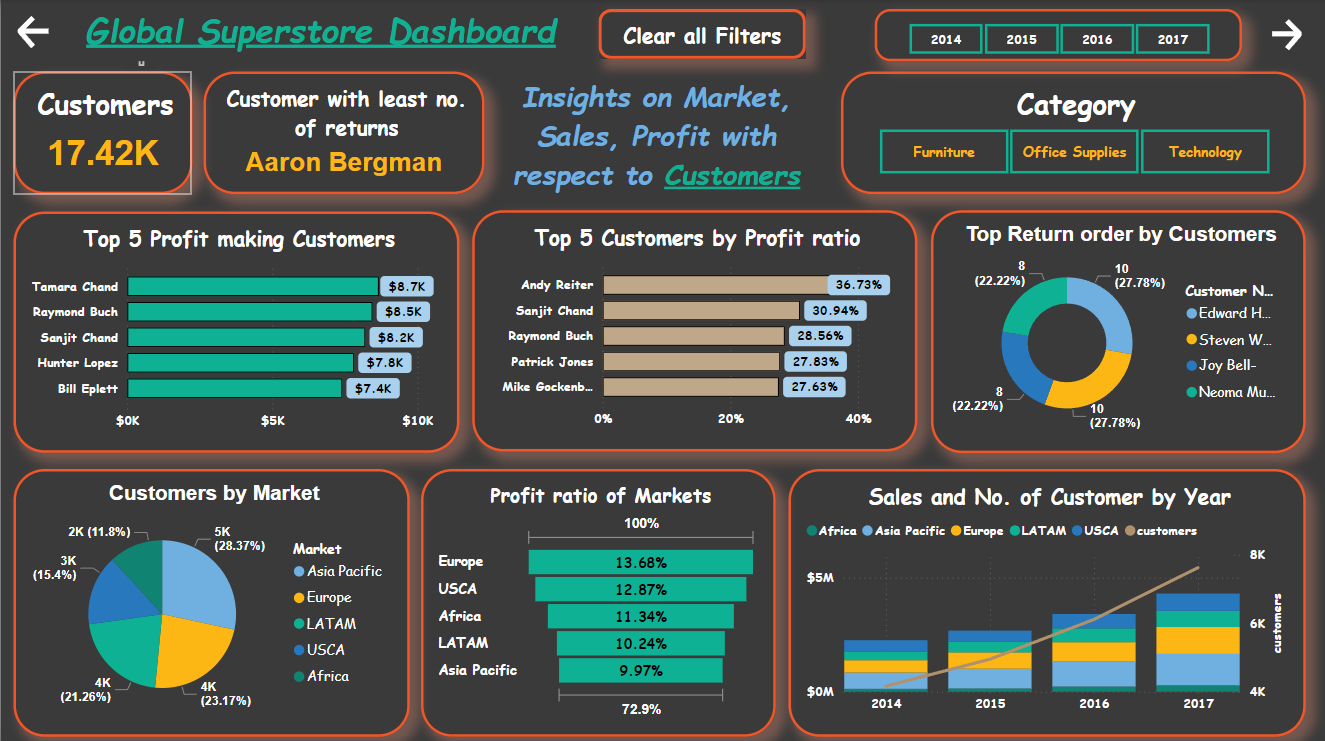 Global Superstore Dashboard
Clear all Filters
2014 2015 2016 2017
Customers
17.42K
Customer with least no.
of returns
Aaron Bergman
Insights on Market,
Sales, Profit with
respect to Customers
Category
Furniture Office Supplies Technology
Top 5 Profit making Customers
Tamara Chand $8.7K
Raymond Buch $8.5K
Sanjit Chand $8.2K
Hunter Lopez $7.8K
Bill Eplett $7.4K
$0K $5K $10K
Top 5 Customers by Profit ratio
Andy Reiter 36.73%
Sanjit Chand 30.94%
Raymond Buch 28.56%
Patrick Jones 27.83%
Mike Gockenb... 27.63%
0% 20% 40%
Top Return order by Customers
8
(22.22%)
10
(27.78%)
8
(22.22%)
10
(27.78%)
Customer N...
Edward H...
Steven W...
Joy Bell-
Neoma Mu...
Customers by Market
2K (11.8%)
5K
(28.37%)
3K
(15.4%)
4K
(21.26%)
4K
(23.17%)
Market
Asia Pacific
Europe
LATAM
USCA
Africa
Profit ratio of Markets
100%
Europe 13.68%
USCA 12.87%
Africa 11.34%
LATAM 10.24%
Asia Pacific 9.97%
72.9%
Sales and No. of Customer by Year
Africa Asia Pacific Europe LATAM USCA customers
8K
$5M
6K
customers
$0M 4K
2014 2015 2016 2017